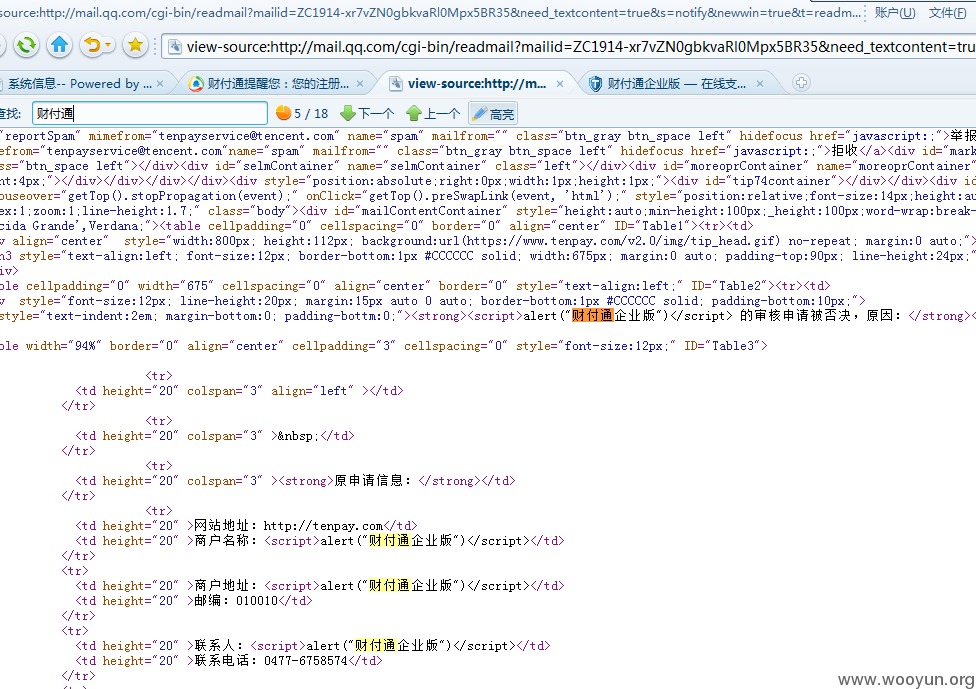 source:http://mail.qq.com/cgi-bin/readmail?mailid=ZC1914-xr7vZN0gbkvaRl0Mpx5BR35&need_textcontent=true&s=notify&newwin=true&t=readm... 账户(U) 文件(F)
view-source:http://mail.qq.com/cgi-bin/readmail?mailid=ZC1914-xr7vZN0gbkvaRl0Mpx5BR35&need_textcontent=tru
系统信息-- Powered by ... 财付通提醒您：您的注册... view-source:http://m... 财付通企业版 — 在线支...
查找: 财付通 5 / 18 下一个 上一个 高亮
"reportSpam" mimefrom="tenpayservice@tencent.com" name="spam" mailfrom="" class="btn_gray btn_space left" hidefocus href="javascript:;">举报
efrom="tenpayservice@tencent.com"name="spam" mailfrom="" class="btn_gray btn_space left" hidefocus href="javascript:;">拒收</a><div id="mark
ss="btn_space left"></div><div id="selmContainer" name="selmContainer" class="left"></div><div id="moreoprContainer" name="moreoprContainer"
nt:4px;"></div></div></div></div><div style="position:absolute;right:0px;width:1px;height:1px;"><div id="tip74container"></div></div><div id
ouseover="getTop().stopPropagation(event);" onClick="getTop().preSwapLink(event, 'html');" style="position:relative;font-size:14px;height:au
ex:1;zoom:1;line-height:1.7;" class="body"><div id="mailContentContainer" style="height:auto;min-height:100px;_height:100px;word-wrap:break-
cida Grande',Verdana;"><table cellpadding="0" cellspacing="0" border="0" align="center" ID="Table1"><tr><td>
v align="center" style="width:800px; height:112px; background:url(https://www.tenpay.com/v2.0/img/tip_head.gif) no-repeat; margin:0 auto;">
n3 style="text-align:left; font-size:12px; border-bottom:1px #CCCCCC solid; width:675px; margin:0 auto; padding-top:90px; line-height:24px;"
iv>
ble cellpadding="0" width="675" cellspacing="0" align="center" border="0" style="text-align:left;" ID="Table2"><tr><td>
v style="font-size:12px; line-height:20px; margin:15px auto 0 auto; border-bottom:1px #CCCCCC solid; padding-bottom:10px;">
style="text-indent:2em; margin-bottom:0; padding-bottm:0;"><strong><script>alert("财付通企业版")</script> 的审核申请被否决，原因：</strong><
ble width="94%" border="0" align="center" cellpadding="3" cellspacing="0" style="font-size:12px;" ID="Table3">
<tr>
<td height="20" colspan="3" align="left" ></td>
</tr>
<tr>
<td height="20" colspan="3" >&nbsp;</td>
</tr>
<tr>
<td height="20" colspan="3" ><strong>原申请信息：</strong></td>
</tr>
<tr>
<td height="20" >网站地址：http://tenpay.com</td>
<td height="20" >商户名称：<script>alert("财付通企业版")</script></td>
</tr>
<tr>
<td height="20" >商户地址：<script>alert("财付通企业版")</script></td>
<td height="20" >邮编：010010</td>
</tr>
<tr>
<td height="20" >联系人：<script>alert("财付通企业版")</script></td>
<td height="20" >联系电话：0477-6758574</td>
</tr>
www.wooyun.org